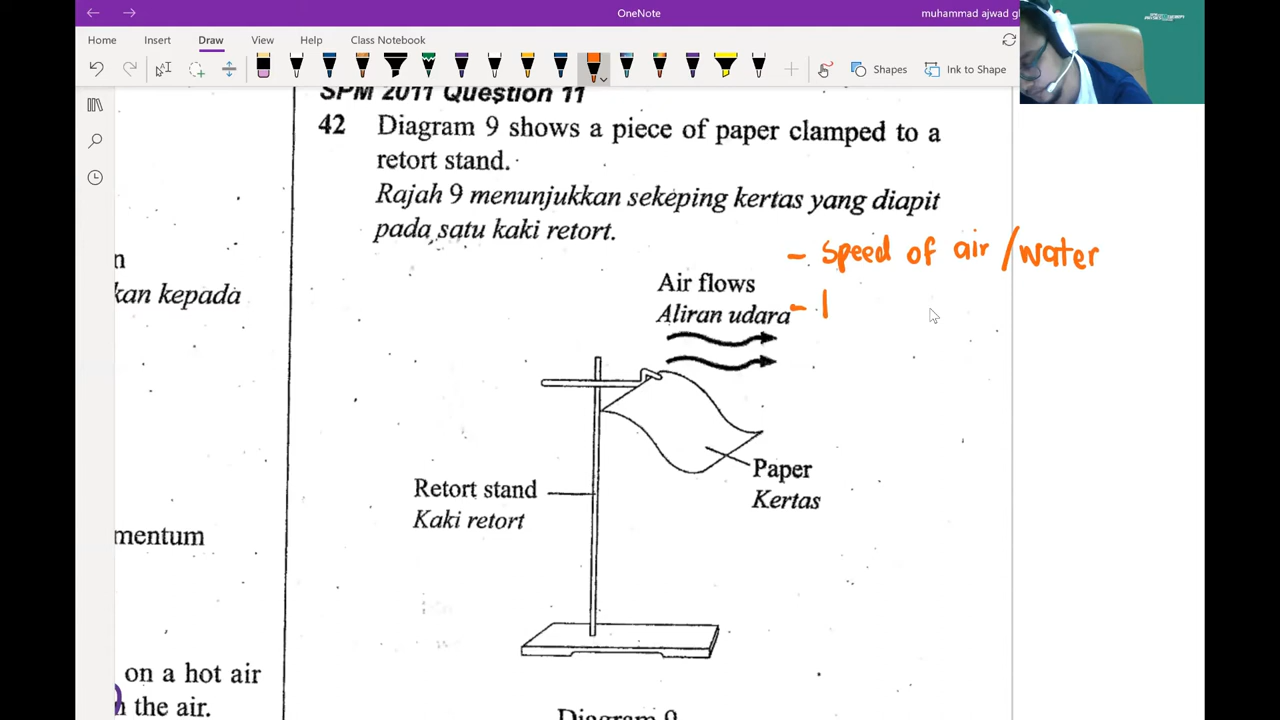 OneNote
muhammad ajwad gh
Home Insert Draw View Help Class Notebook
Shapes Ink to Shape
SPM 2011 Question 11
42 Diagram 9 shows a piece of paper clamped to a
retort stand.
Rajah 9 menunjukkan sekeping kertas yang diapit
pada satu kaki retort.
- speed of air / water
Air flows
Aliran udara
- 
Paper
Kertas
Retort stand
Kaki retort
Diagram 9
n
kan kepada
mentum
on a hot air
n the air.